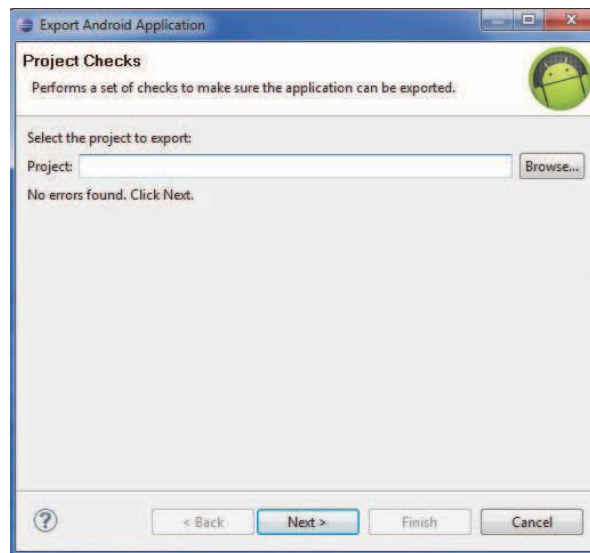 Export Android Application
Project Checks
Performs a set of checks to make sure the application can be exported.
Select the project to export:
Project:
Browse...
No errors found. Click Next.
?
< Back
Next >
Finish
Cancel